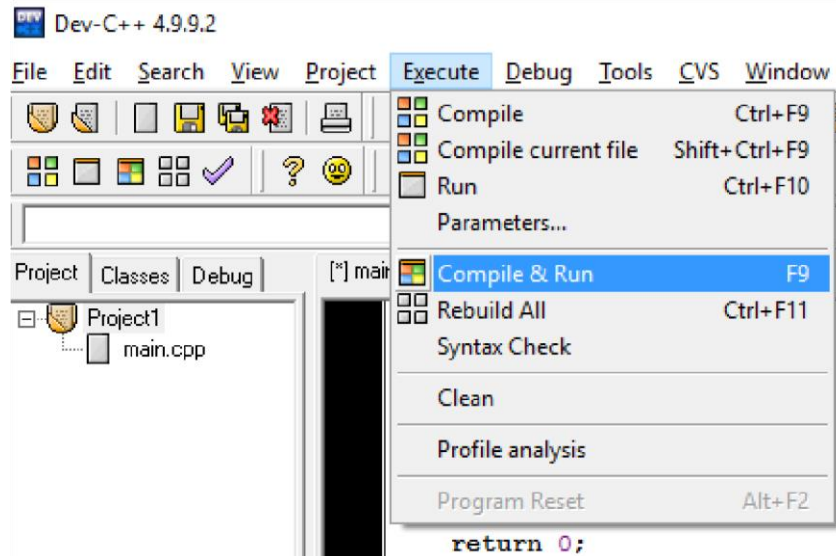 Dev-C++ 4.9.9.2
File Edit Search View Project Execute Debug Tools CVS Window
Compile Ctrl+F9
Compile current file Shift+Ctrl+F9
Run Ctrl+F10
Parameters...
Project Classes Debug
[*] mai
Compile & Run F9
Project1
Rebuild All Ctrl+F11
main.cpp
Syntax Check
Clean
Profile analysis
Program Reset Alt+F2
return 0;